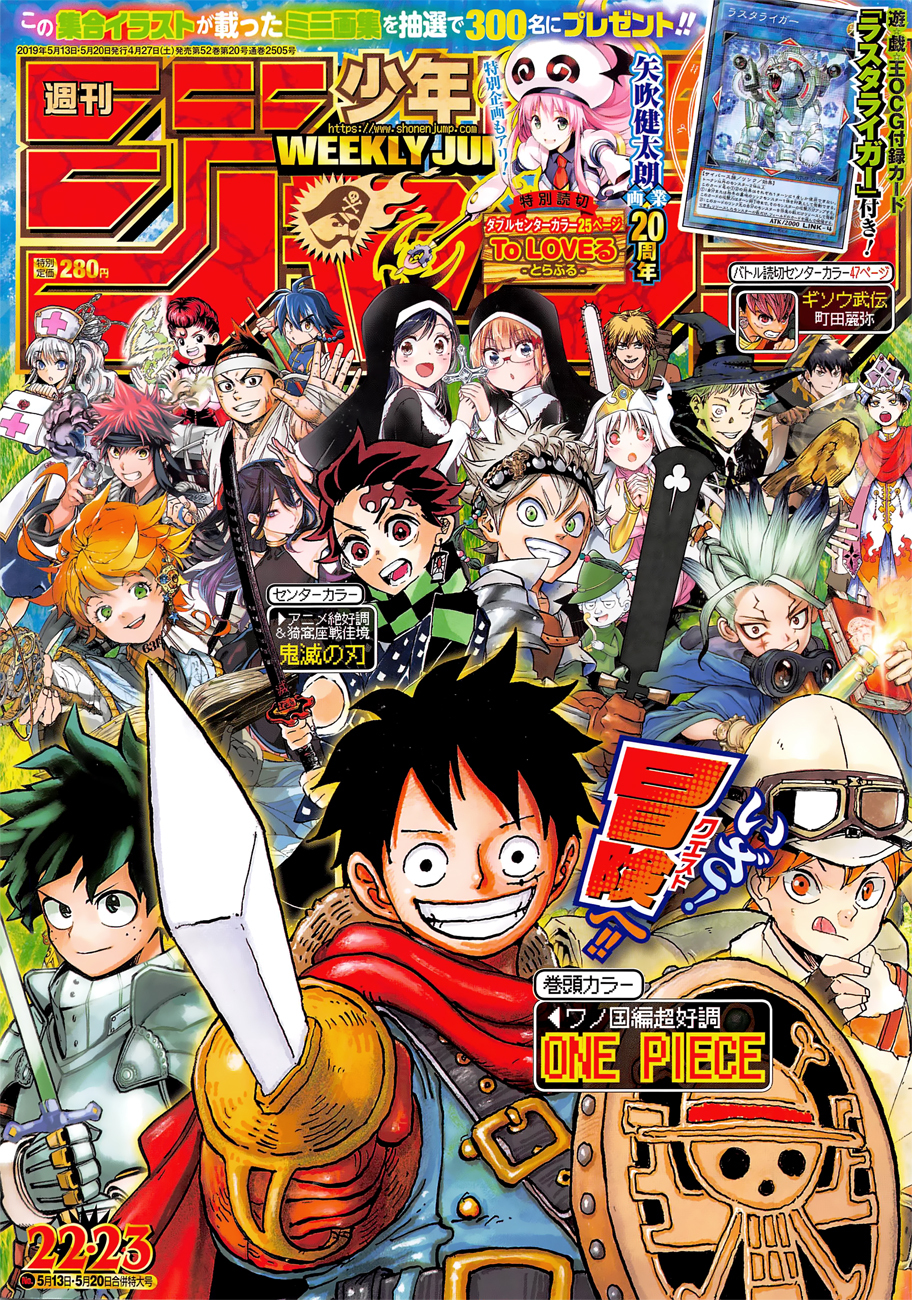 この集合イラストが載ったミニ画集を抽選で300名にプレゼント!!
2019年5月13日・5月20日発行4月27日(土)発売第52巻第20号通巻2505号
週刊
少年
ジャンプ
https://www.shonenjump.com
WEEKLY JUM
特別定価280円
特別企画もアリ!
矢吹健太朗
画業20周年
特別読切
ダブルセンターカラー25ページ
To LOVEる
-とらぶる-
遊☆戯☆王OCG付録カード
『ラスタライガー』付き!
ラスタライガー
ATK/2000 LINK-4
バトル読切センターカラー47ページ
ギソウ武伝
町田麗弥
センターカラー
アニメ絶好調
&猗窩座戦佳境
鬼滅の刃
いざ!
冒険へ!!!
クエスト
巻頭カラー
ワノ国編超好調
ONE PIECE
22・23
No.
5月13日・5月20日合併特大号